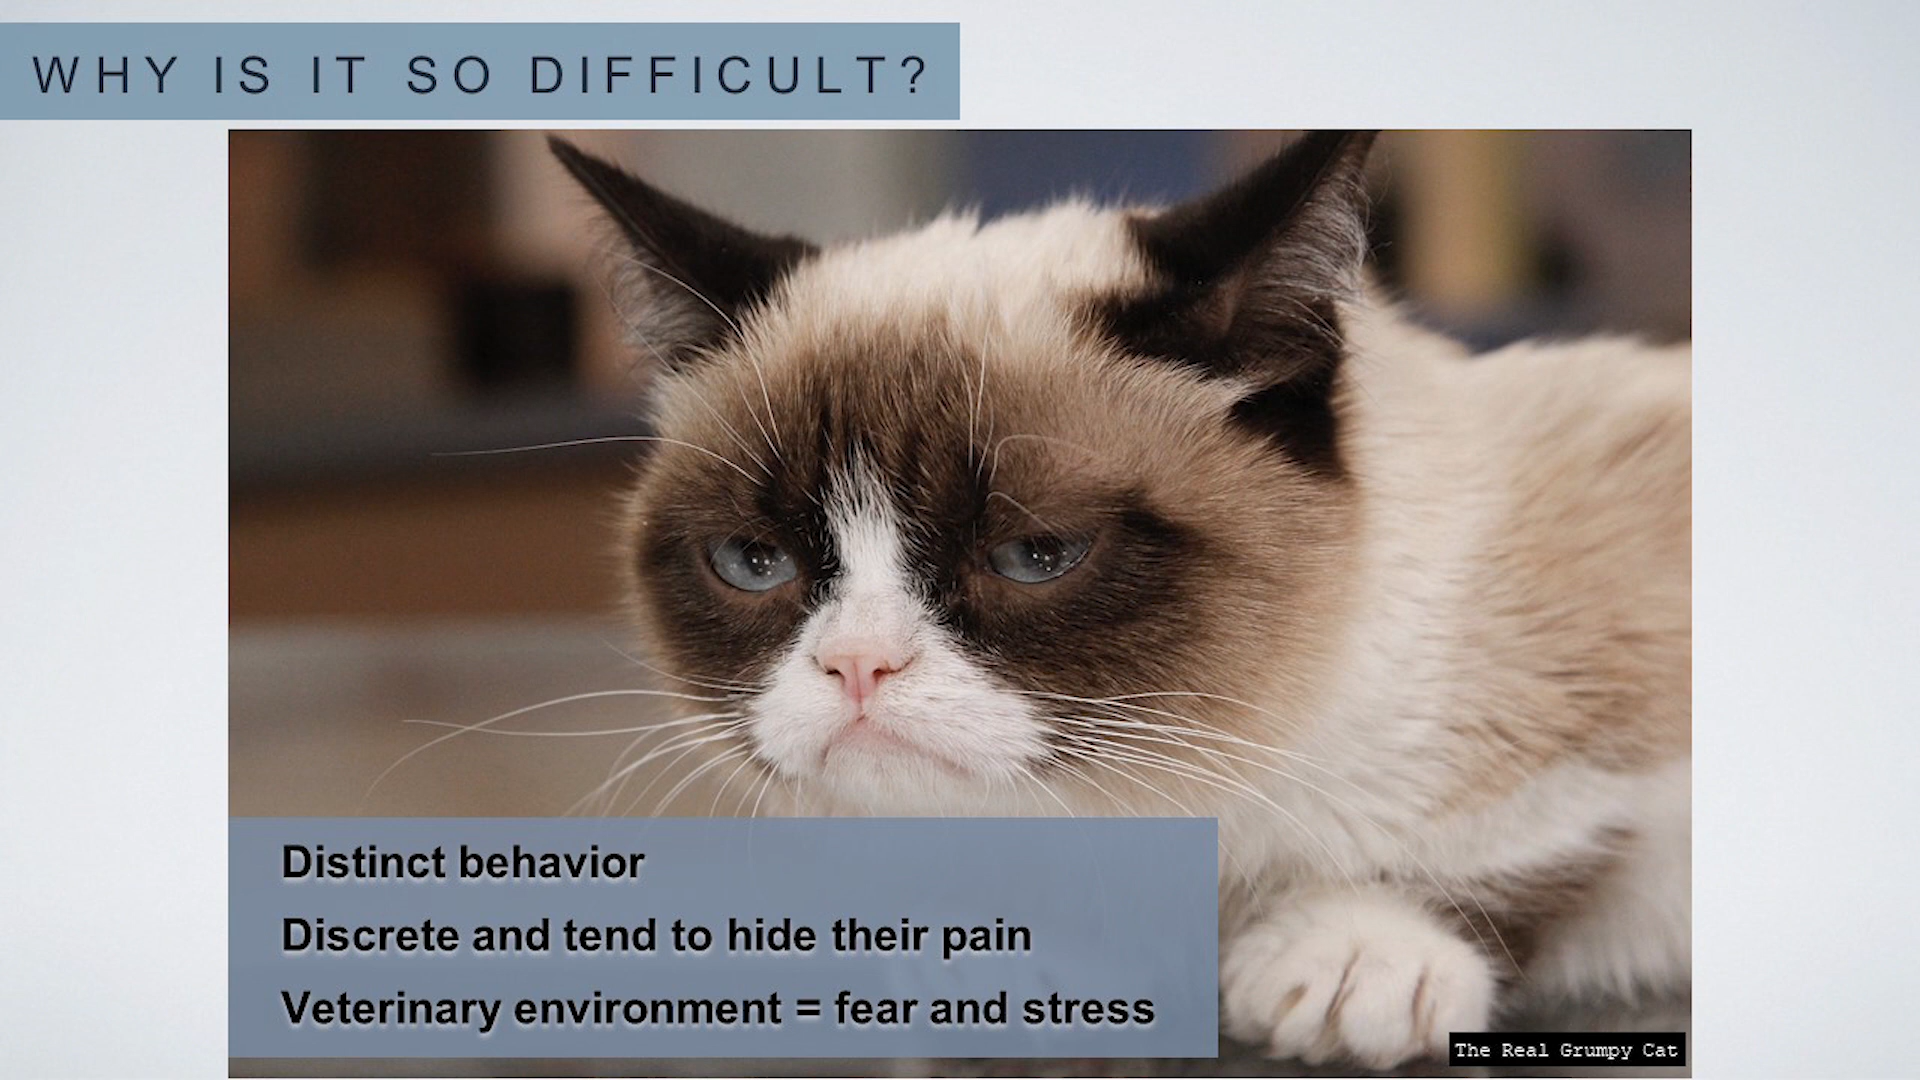 WHY IS IT SO DIFFICULT?
Distinct behavior
Discrete and tend to hide their pain
Veterinary environment = fear and stress
The Real Grumpy Cat